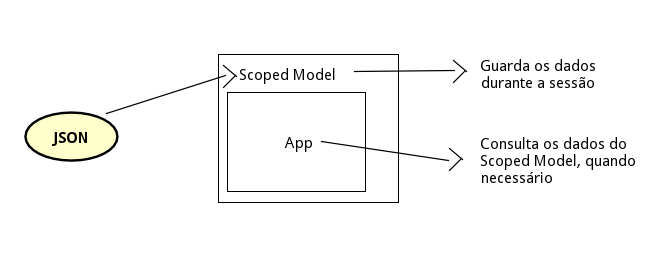 JSON
Scoped Model
App
Guarda os dados
durante a sessão
Consulta os dados do
Scoped Model, quando
necessário